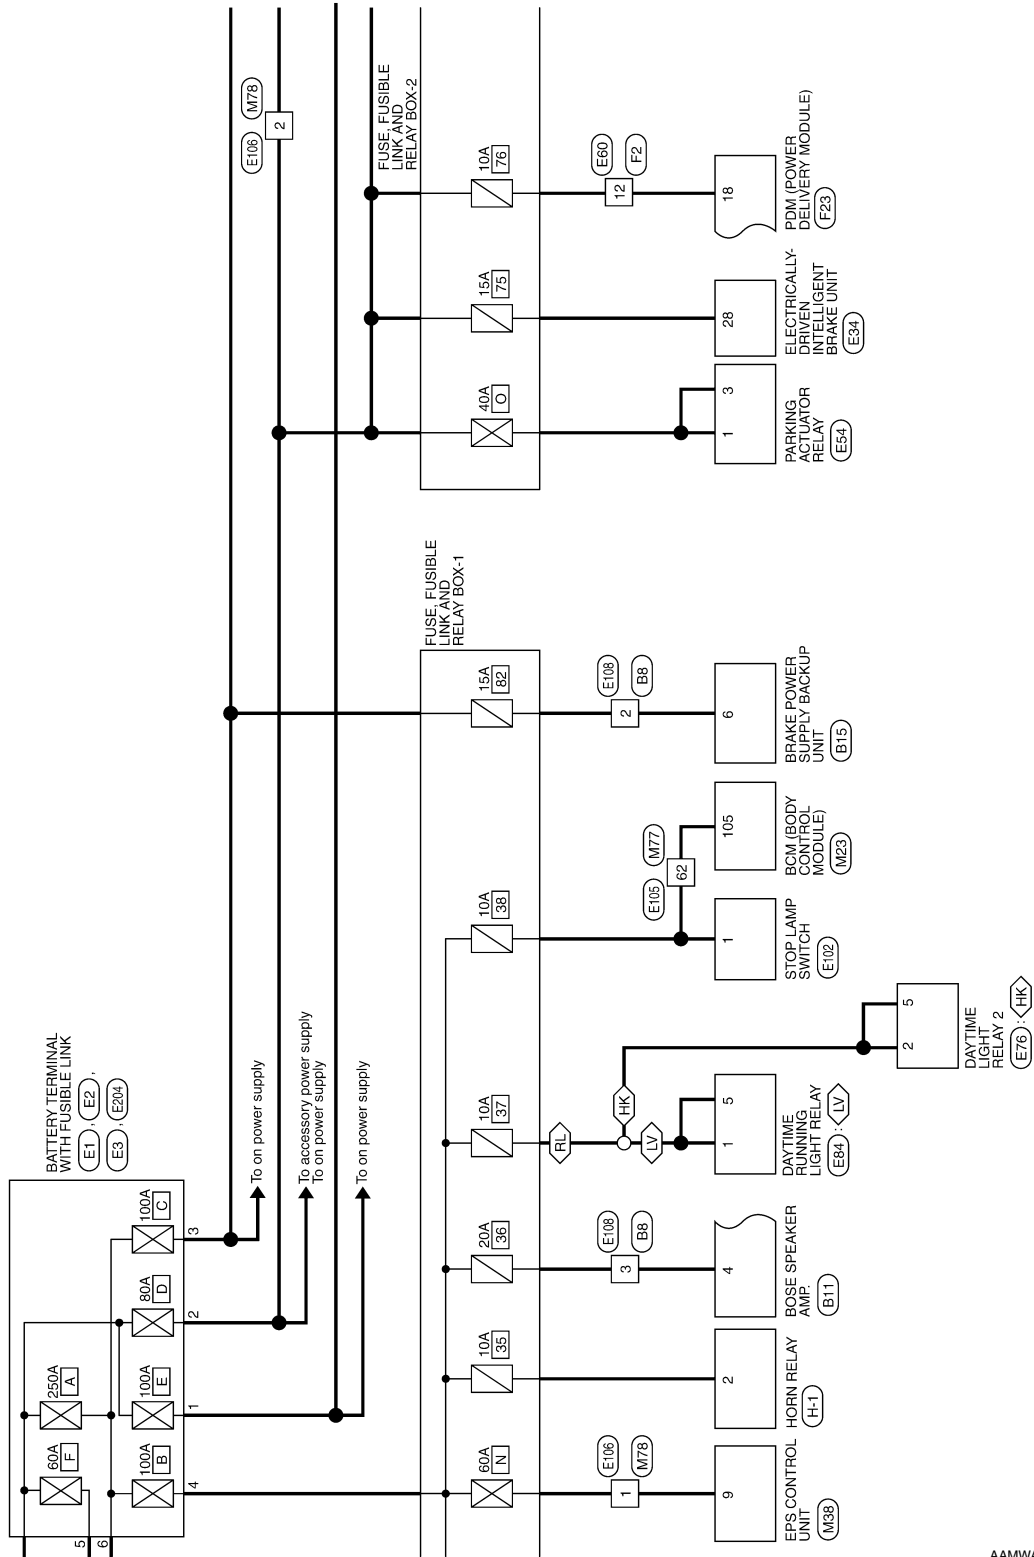 BATTERY TERMINAL
WITH FUSIBLE LINK
E1 , E2 ,
E3 , E204
60A
F
250A
A
100A
B
100A
E
80A
D
100A
C
5
6
4
1
2
3
To on power supply
To accessory power supply
To on power supply
To on power supply
E106
M78
2
FUSE, FUSIBLE
LINK AND
RELAY BOX-1
60A
N
10A
35
20A
36
10A
37
10A
38
15A
82
FUSE, FUSIBLE
LINK AND
RELAY BOX-2
40A
O
15A
75
10A
76
E106
M78
1
E108
B8
3
RL
HK
LV
E105
M77
62
E108
B8
2
E60
F2
12
9
EPS CONTROL
UNIT
M38
2
HORN RELAY
H-1
4
BOSE SPEAKER
AMP.
B11
1
5
DAYTIME
RUNNING
LIGHT RELAY
E84 : LV
2
5
DAYTIME
LIGHT
RELAY 2
E76 : HK
1
STOP LAMP
SWITCH
E102
105
BCM (BODY
CONTROL
MODULE)
M23
6
BRAKE POWER
SUPPLY BACKUP
UNIT
B15
1
3
PARKING
ACTUATOR
RELAY
E54
28
ELECTRICALLY-
DRIVEN
INTELLIGENT
BRAKE UNIT
E34
18
PDM (POWER
DELIVERY MODULE)
F23